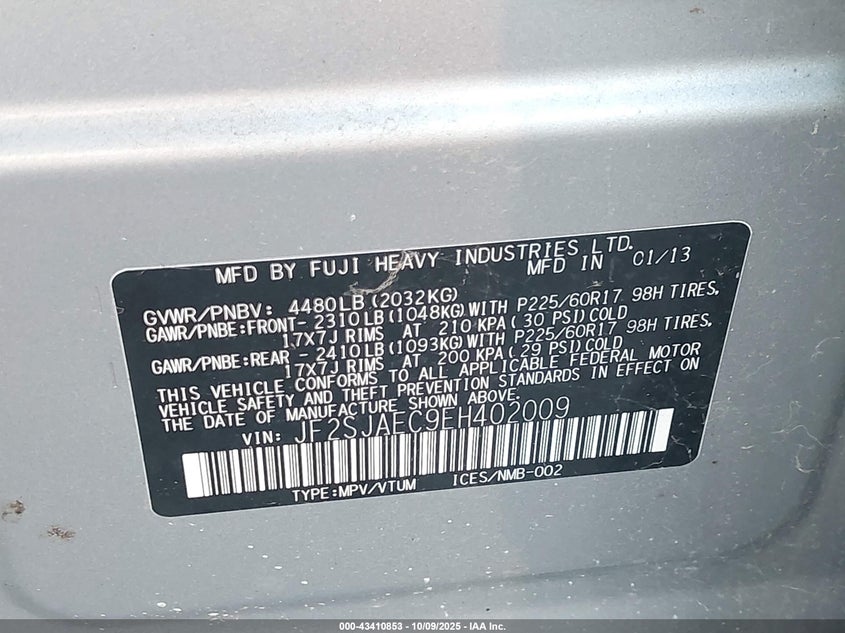 MFD BY FUJI HEAVY INDUSTRIES LTD.
MFD IN 01/13
GVWR/PNBV: 4480LB(2032KG)
GAWR/PNBE:FRONT- 2310LB(1048KG)WITH P225/60R17 98H TIRES,
17X7J RIMS AT 210 KPA(30 PSI)COLD
GAWR/PNBE:REAR - 2410LB(1093KG)WITH P225/60R17 98H TIRES,
17X7J RIMS AT 200 KPA(29 PSI)COLD
THIS VEHICLE CONFORMS TO ALL APPLICABLE FEDERAL MOTOR
VEHICLE SAFETY AND THEFT PREVENTION STANDARDS IN EFFECT ON
THE DATE OF MANUFACTURE SHOWN ABOVE.
VIN: JF2SJAEC9EH402009
TYPE:MPV/VTUM ICES/NMB-002
000-43410853 - 10/09/2025 - IAA Inc.